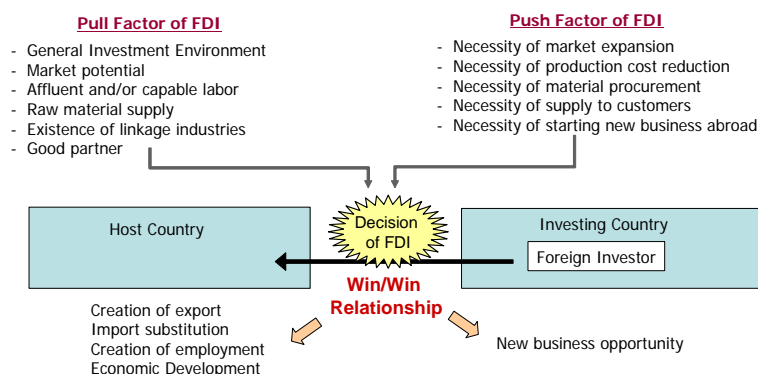 Pull Factor of FDI
- General Investment Environment
- Market potential
- Affluent and/or capable labor
- Raw material supply
- Existence of linkage industries
- Good partner
Push Factor of FDI
- Necessity of market expansion
- Necessity of production cost reduction
- Necessity of material procurement
- Necessity of supply to customers
- Necessity of starting new business abroad
Host Country
Decision
of FDI
Investing Country
Foreign Investor
Win/Win
Relationship
Creation of export
Import substitution
Creation of employment
Economic Development
New business opportunity